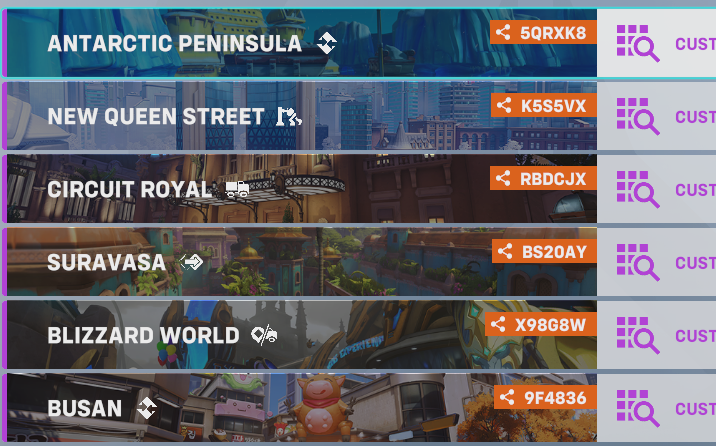 ANTARCTIC PENINSULA 5QRXK8 CUST
NEW QUEEN STREET K5S5VX CUST
CIRCUIT ROYAL RBDCJX CUST
SURAVASA BS20AY CUST
BLIZZARD WORLD X98G8W CUST
BUSAN 9F4836 CUST